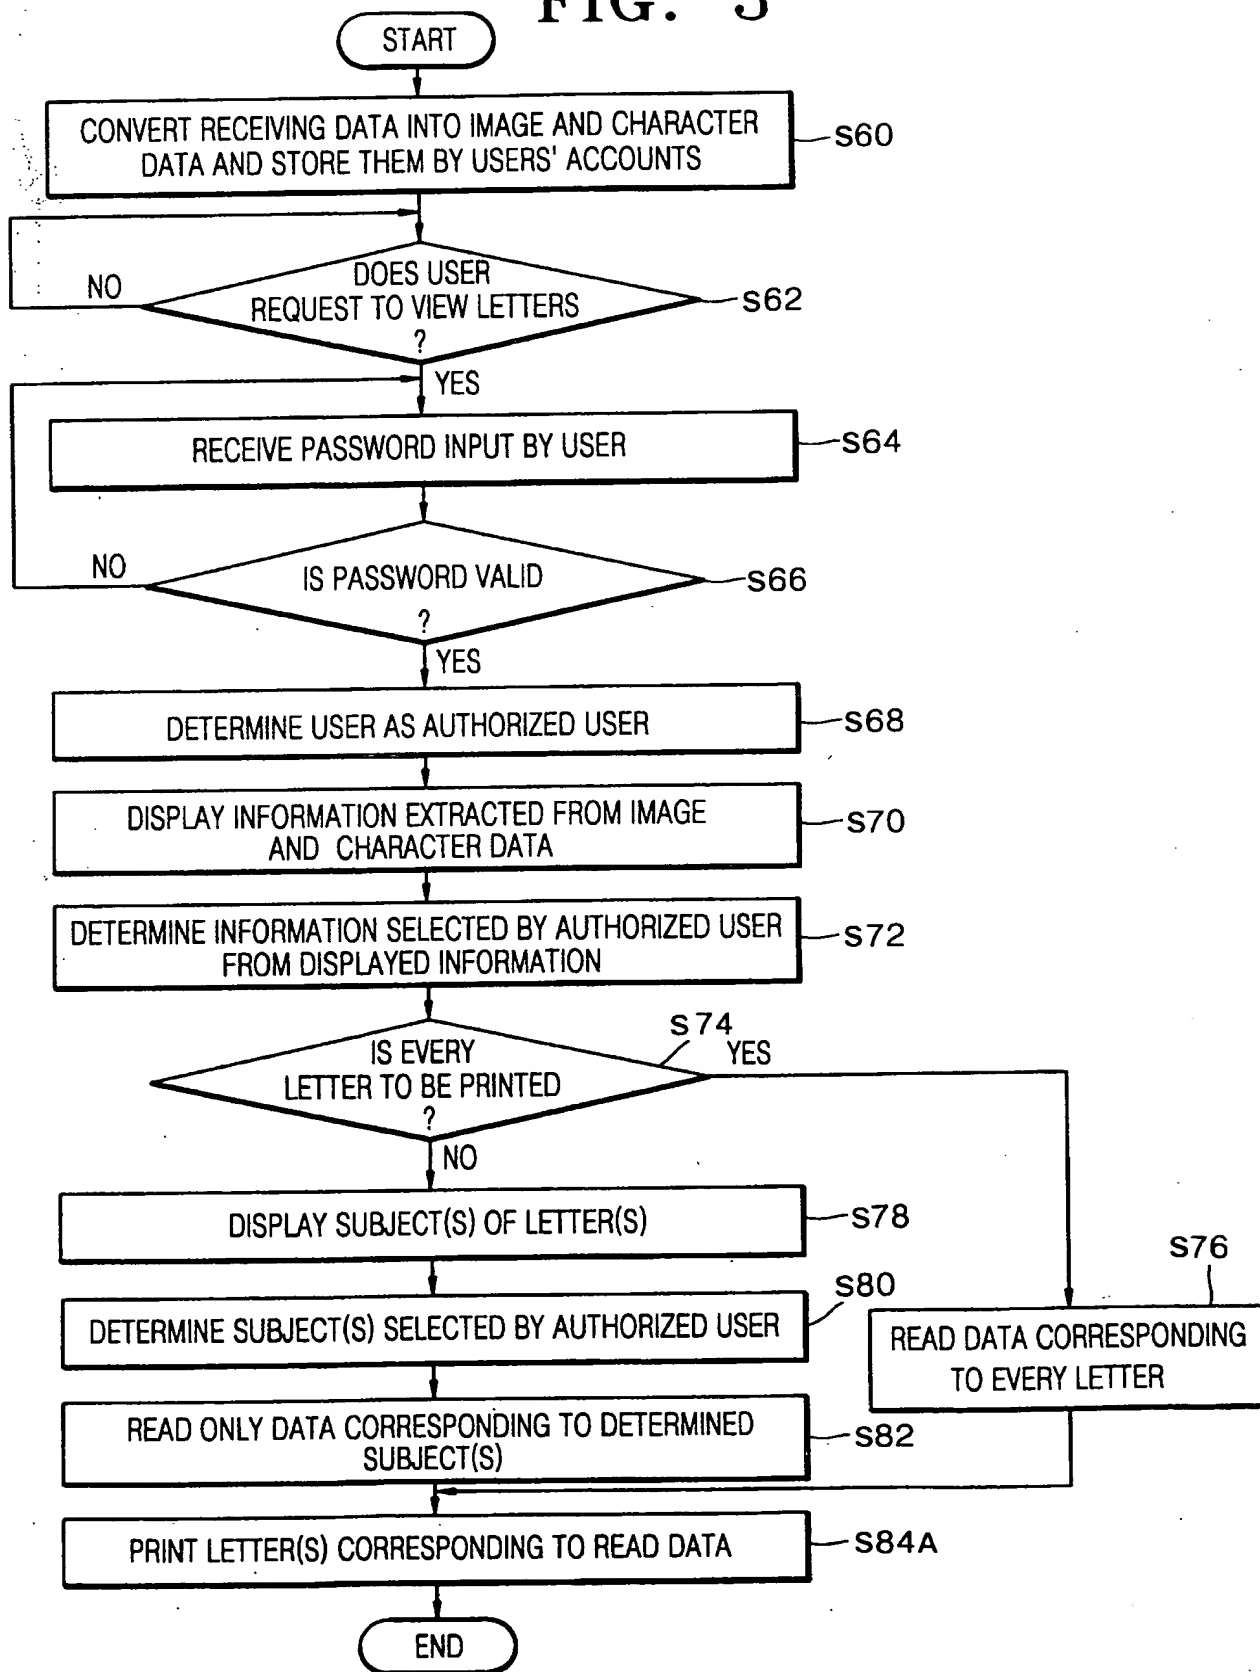 FIG.
START
CONVERT RECEIVING DATA INTO IMAGE AND CHARACTER
DATA AND STORE THEM BY USERS' ACCOUNTS
S60
DOES USER
REQUEST TO VIEW LETTERS
?
NO
S62
YES
RECEIVE PASSWORD INPUT BY USER
S64
NO
IS PASSWORD VALID
?
S66
YES
DETERMINE USER AS AUTHORIZED USER
S68
DISPLAY INFORMATION EXTRACTED FROM IMAGE
AND CHARACTER DATA
S70
DETERMINE INFORMATION SELECTED BY AUTHORIZED USER
FROM DISPLAYED INFORMATION
S72
S74
IS EVERY
LETTER TO BE PRINTED
?
YES
NO
DISPLAY SUBJECT(S) OF LETTER(S)
S78
S76
READ DATA CORRESPONDING
TO EVERY LETTER
S80
DETERMINE SUBJECT(S) SELECTED BY AUTHORIZED USER
READ ONLY DATA CORRESPONDING TO DETERMINED
SUBJECT(S)
S82
PRINT LETTER(S) CORRESPONDING TO READ DATA
S84A
END